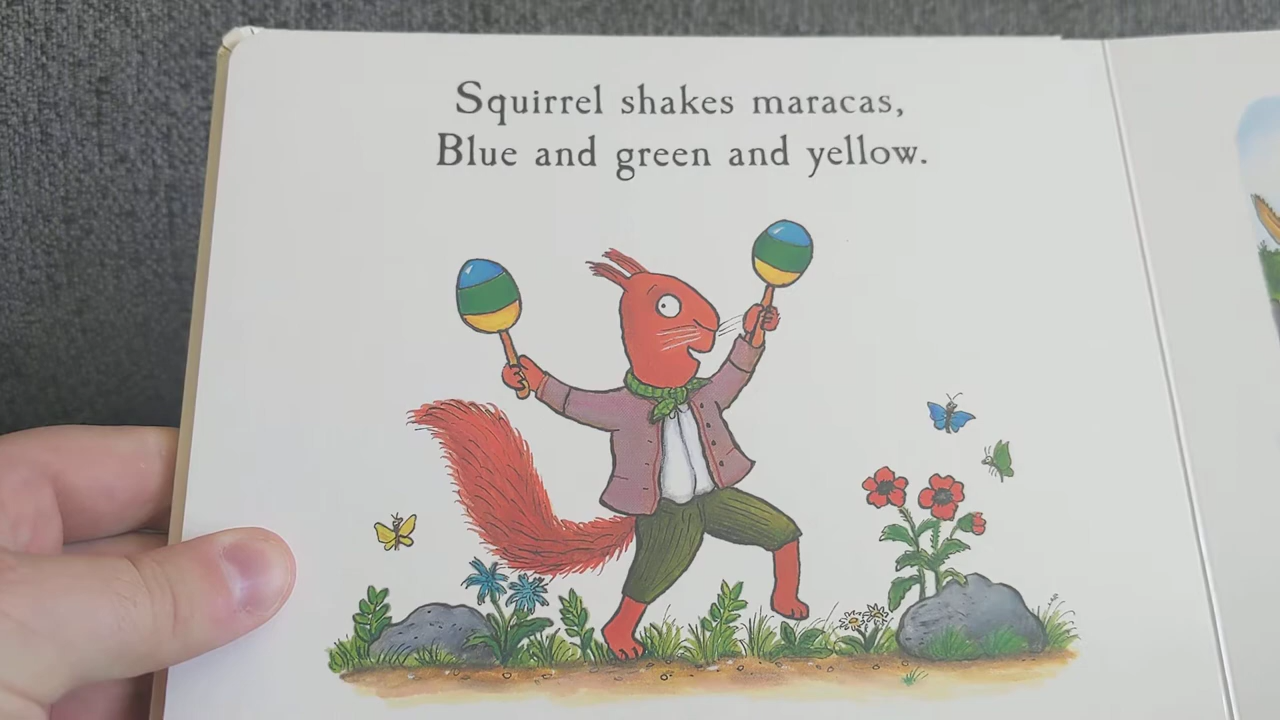 Squirrel shakes maracas,
Blue and green and yellow.